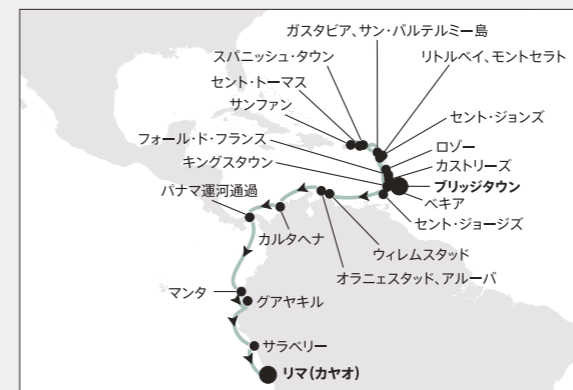 ガスタビア、サン・バルテルミー島
スパニッシュ・タウン
リトルベイ、モントセラト
セント・トーマス
サンファン
セント・ジョンズ
フォール・ド・フランス
ロゾー
キングスタウン
カストリーズ
ブリッジタウン
パナマ運河通過
ベキア
セント・ジョージズ
カルタヘナ
ウィレムスタッド
オラニェスタッド、アルーバ
マンタ
グアヤキル
サラベリー
リマ(カヤオ)